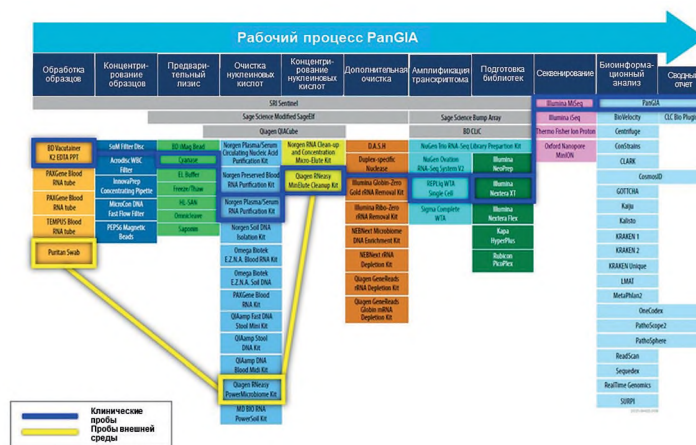 Рабочий процесс PanGIA
Обработка
образцов
Концентриро-
вание
образцов
Предвари-
тельный
лизис
Очистка
нуклеиновых
кислот
Концентриро-
вание
нуклеиновых
кислот
Дополнительная
очистка
Амплификация
транскриптома
Подготовка
библиотек
Секвенирование
Биоинформа-
ционный
анализ
Сводный
отчет
SRI Sentinel
Sage Science Modified SageElf
Sage Science Bump Array
Qiagen QIACube
BD CLiC
BD Vacutainer
K2 EDTA PPT
PAXGene Blood
RNA tube
PAXGene Blood
RNA tube
TEMPUS Blood
RNA tube
Puritan Swab
SuM Filter Disc
Acrodisc WBC
Filter
InnovaPrep
Concentrating Pipette
MicroCon DNA
Fast Flow Filter
PEPS6 Magnetic
Beads
BD iMag Bead
Cyanase
EL Buffer
Freeze/Thaw
HL-SAN
Omnicleave
Saponin
Norgen Plasma/Serum
Circulating Nucleic Acid
Purification Kit
Norgen Preserved Blood
RNA Purification Kit
Norgen Plasma/Serum
RNA Purification Kit
Norgen Soil DNA
Isolation Kit
Omega Biotek
E.Z.N.A. Blood RNA Kit
Omega Biotek
E.Z.N.A. Soil DNA
PAXGene Blood
RNA Kit
QIAamp Fast DNA
Stool Mini Kit
QIAamp Stool
DNA Kit
QIAamp DNA
Blood Midi Kit
Qiagen RNeasy
PowerMicrobiome Kit
MO BIO RNA
PowerSoil Kit
Norgen RNA Clean-up
and Concentration
Micro-Elute Kit
Qiagen RNeasy
MinElute Cleanup Kit
D.A.S.H
Duplex-specific
Nuclease
Illumina Globin-Zero
Gold rRNA Removal Kit
Illumina Ribo-Zero
rRNA Removal Kit
NEBNext Microbiome
DNA Enrichment Kit
NEBNext rRNA
Depletion Kit
Qiagen GeneReads
rRNA Depletion Kit
Qiagen GeneReads
Globin mRNA
Depletion Kit
NuGen Trio RNA-Seq Library Preparation Kit
NuGen Ovation
RNA-Seq System V2
REPLIg WTA
Single Cell
Sigma Complete
WTA
Illumina
NeoPrep
Illumina
Nextera XT
Illumina
Nextera Flex
Kapa
HyperPlus
Rubicon
PicoPlex
Illumina MiSeq
Illumina iSeq
Thermo Fisher Ion Proton
Oxford Nanopore
MinION
PanGIA
BioVelocity
CLC Bio Plugin
Centrifuge
ConStrains
CLARK
CosmosID
GOTTCHA
Kaiju
Kalisto
KRAKEN 1
KRAKEN 2
KRAKEN Unique
LMAT
MetaPhlan2
OneCodex
PathoScope2
PathoSphere
ReadScan
Sequedex
RealTime Genomics
SURPI
Клинические
пробы
Пробы внешней
среды